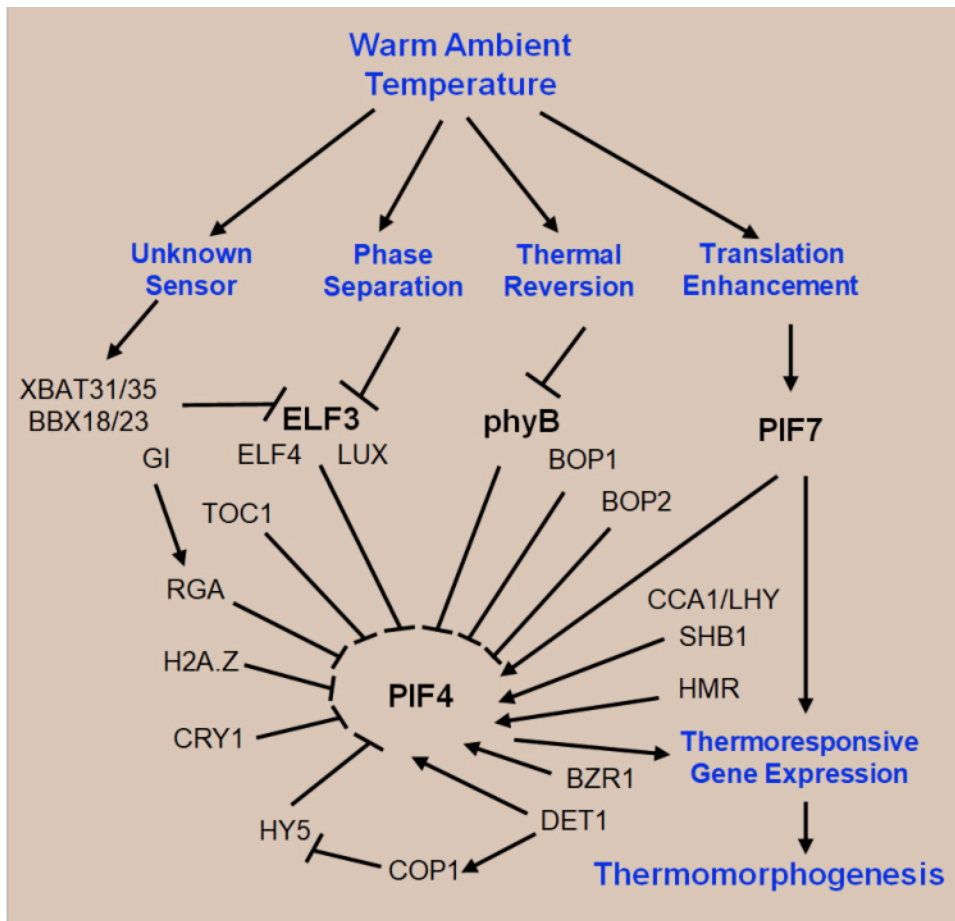 Warm Ambient
Temperature
Unknown
Sensor
Phase
Separation
Thermal
Reversion
Translation
Enhancement
XBAT31/35
BBX18/23
ELF3
ELF4 LUX
phyB
PIF7
GI
BOP1
BOP2
TOC1
RGA
CCA1/LHY
SHB1
H2A.Z
PIF4
HMR
CRY1
Thermoresponsive
Gene Expression
BZR1
HY5
DET1
COP1
Thermomorphogenesis